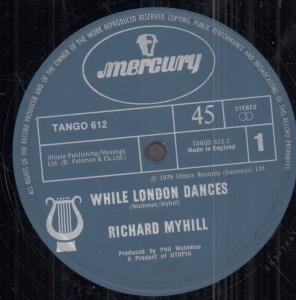 ALL RIGHTS OF THE RECORD PRODUCER AND OF THE OWNER OF THE WORK REPRODUCED RESERVED. COPYING, PUBLIC PERFORMANCE AND BROADCASTING OF THIS RECORD PROHIBITED
mercury
TANGO 612
45
STEREO
Utopia Publishing/Myvongs
Ltd. (B. Feldman & Co. Ltd.)
TANGO 612.1
Made in England
1
℗ 1979 Utopia Records (Overseas) Ltd.
WHILE LONDON DANCES
(Wainman/Myhill)
RICHARD MYHILL
Produced by Phil Wainman
A Product of UTOPIA